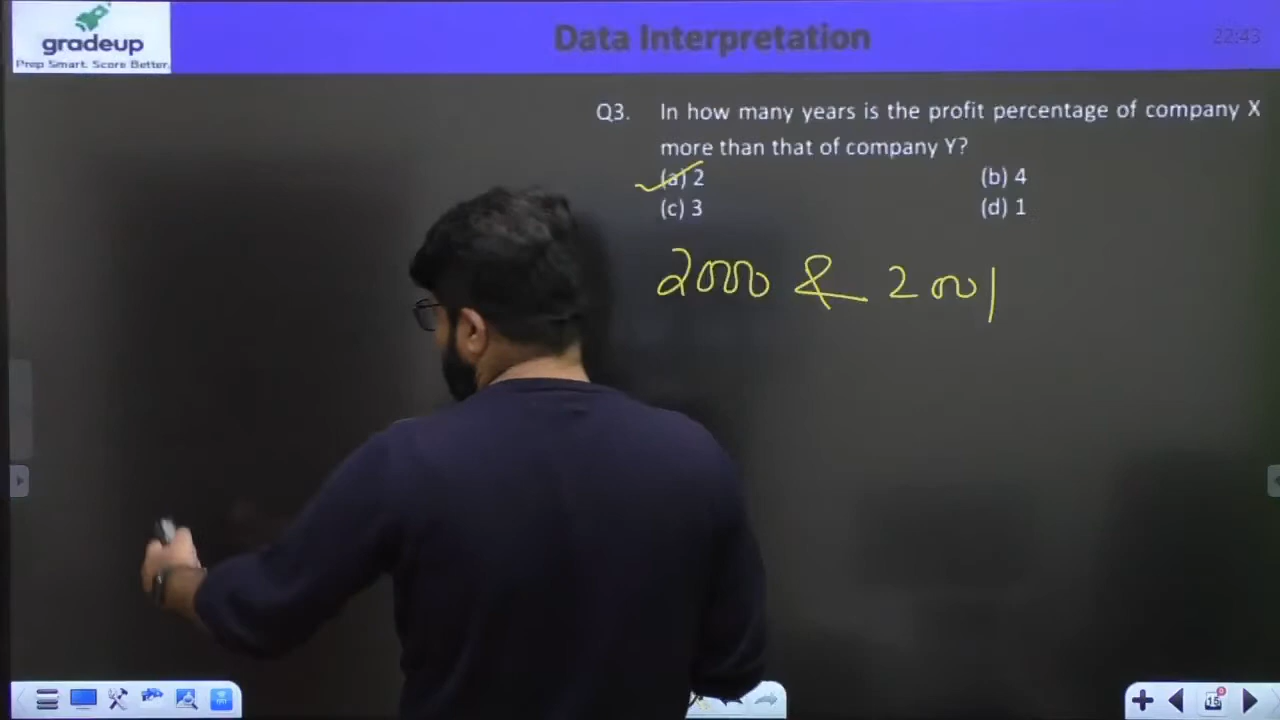 gradeup
Prep Smart. Score Better.
Data Interpretation
22:43
Q3. In how many years is the profit percentage of company X
more than that of company Y?
(a) 2 (b) 4
(c) 3 (d) 1
2000 & 2001
15